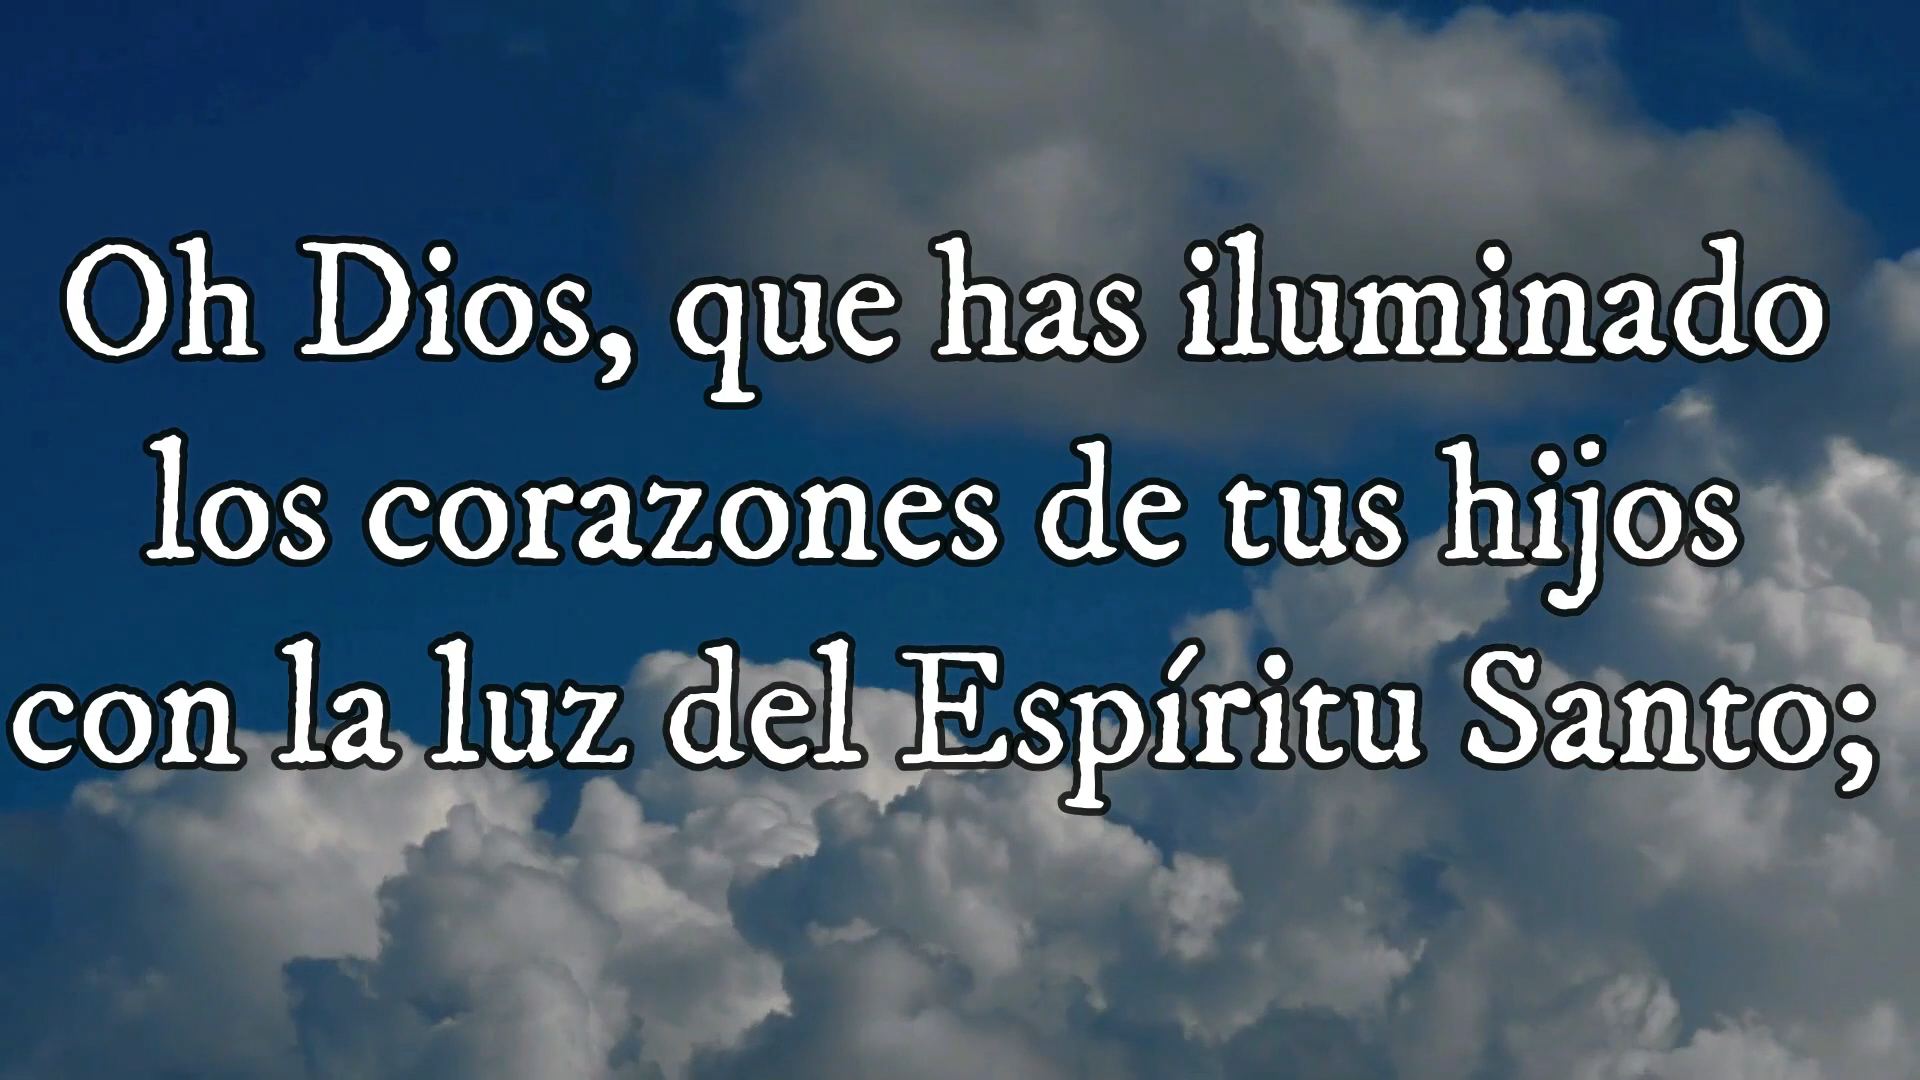 Oh Dios, que has iluminado
los corazones de tus hijos
con la luz del Espíritu Santo;